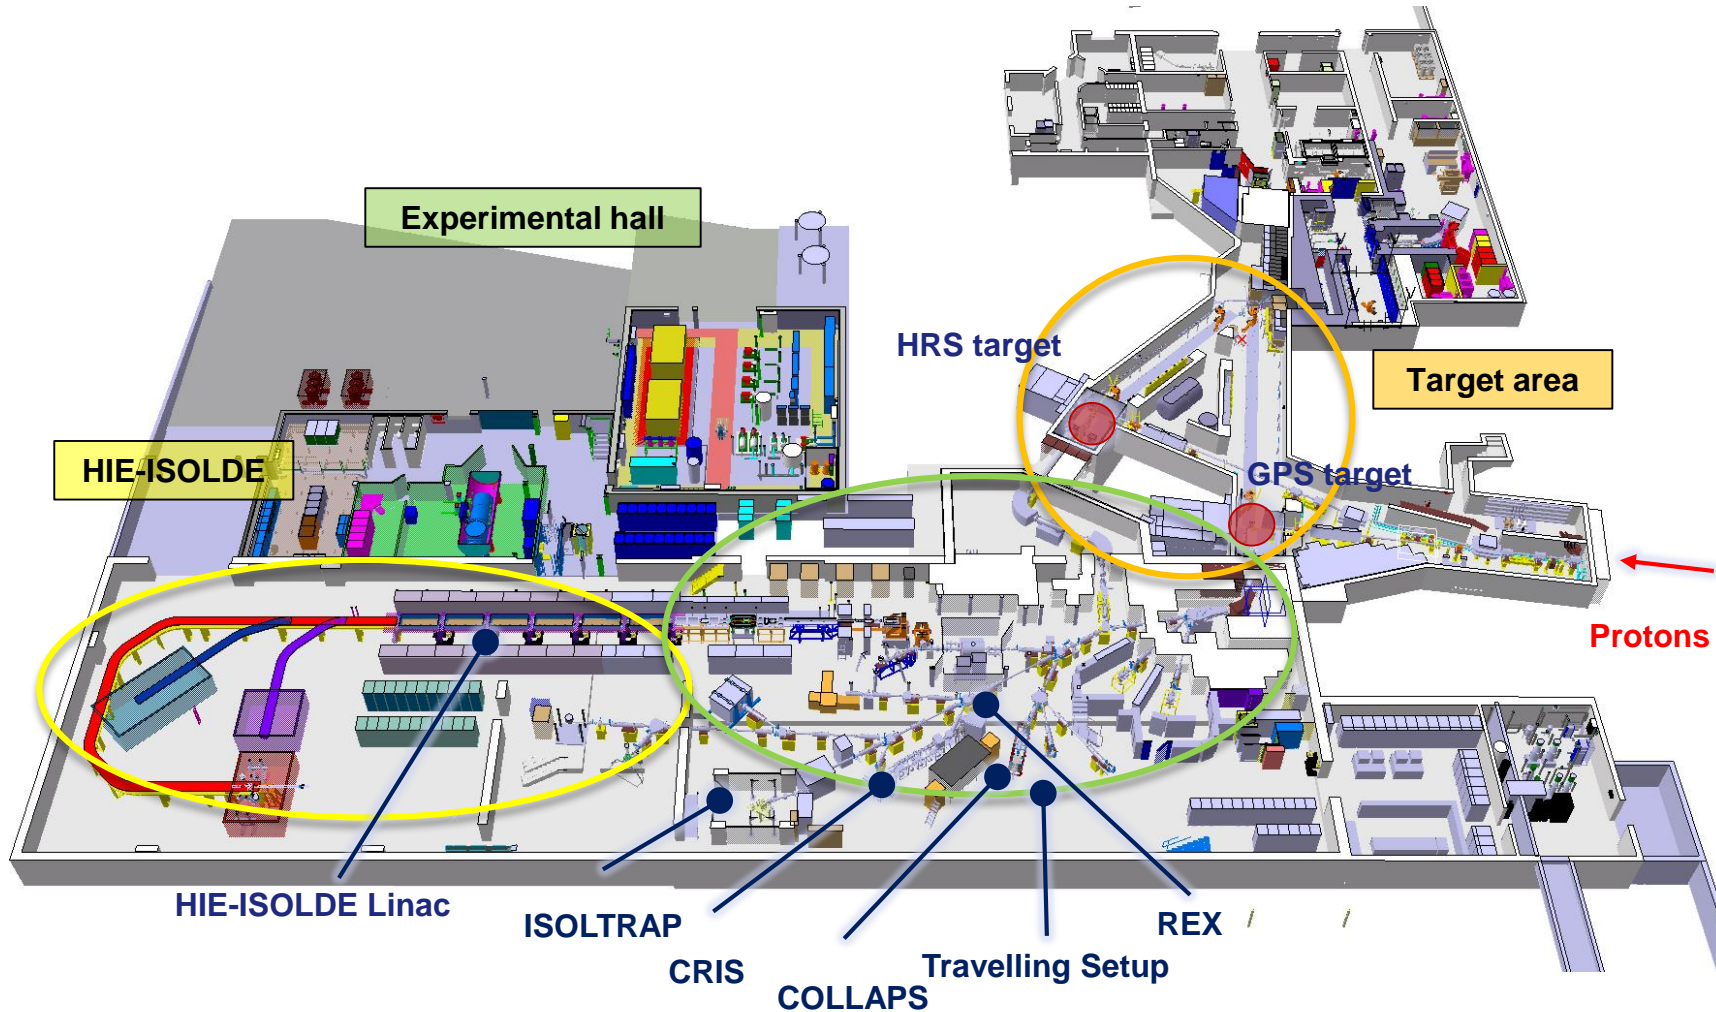 Experimental hall
HRS target
Target area
HIE-ISOLDE
GPS target
Protons
HIE-ISOLDE Linac
ISOLTRAP
REX
CRIS
Travelling Setup
COLLAPS